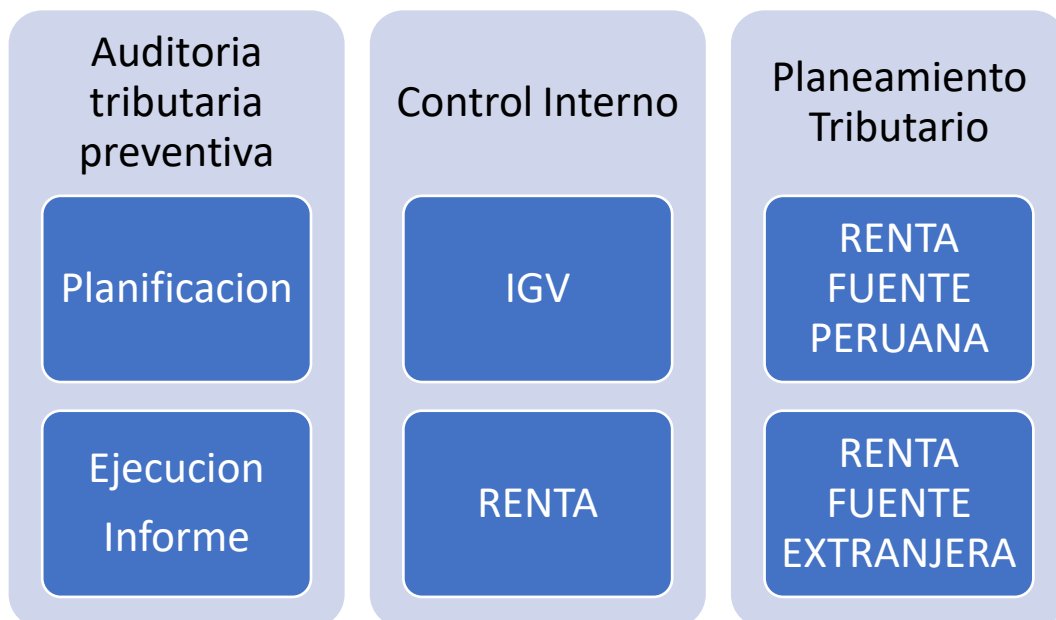 Auditoria
tributaria
preventiva
Planificacion
Ejecucion
Informe
Control Interno
IGV
RENTA
Planeamiento
Tributario
RENTA
FUENTE
PERUANA
RENTA
FUENTE
EXTRANJERA